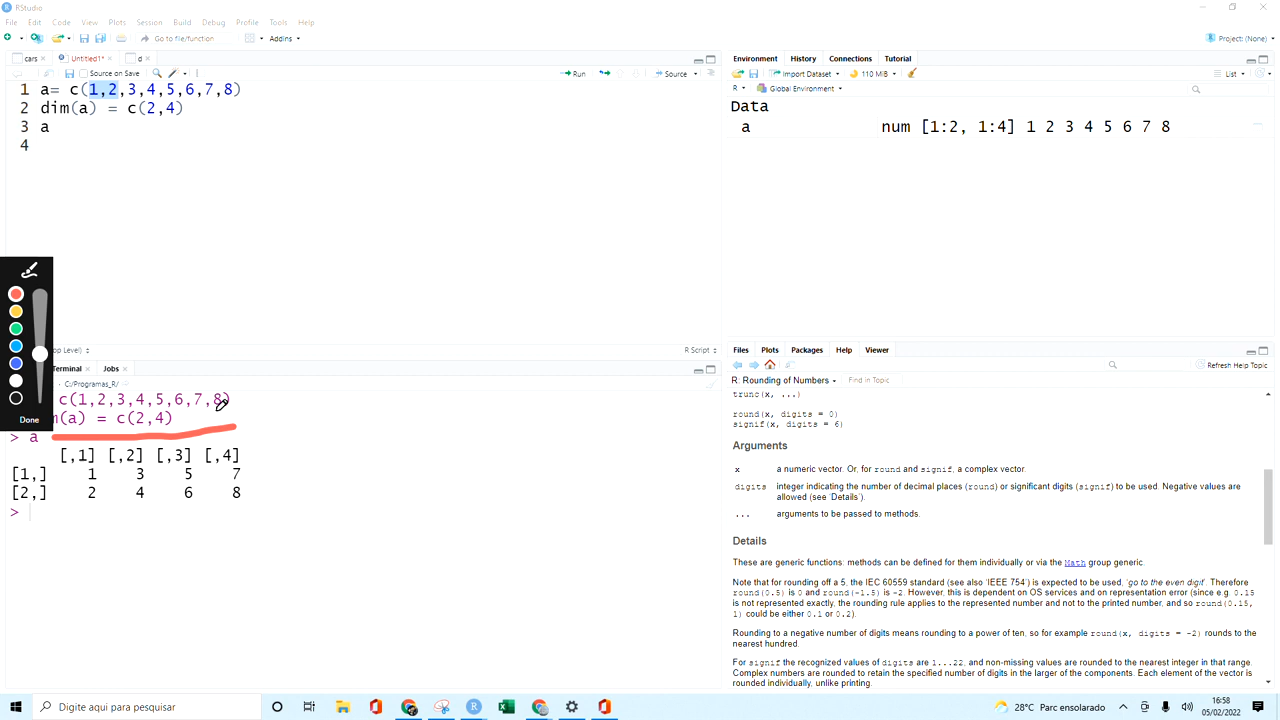 RStudio
File Edit Code View Plots Session Build Debug Profile Tools Help
Go to file/function Addins Project: (None)
cars Untitled1* d
Source on Save Run Source
1 a= c(1,2,3,4,5,6,7,8)
2 dim(a) = c(2,4)
3 a
4
op Level) R Script
Terminal Jobs
C:/Programas_R/
c(1,2,3,4,5,6,7,8)
m(a) = c(2,4)
> a
[,1] [,2] [,3] [,4]
[1,] 1 3 5 7
[2,] 2 4 6 8
>
Done
Environment History Connections Tutorial
Import Dataset 110 MiB List
R Global Environment
Data
a num [1:2, 1:4] 1 2 3 4 5 6 7 8
Files Plots Packages Help Viewer
Refresh Help Topic
R: Rounding of Numbers Find in Topic
trunc(x, ...)
round(x, digits = 0)
signif(x, digits = 6)
Arguments
x a numeric vector. Or, for round and signif, a complex vector.
digits integer indicating the number of decimal places (round) or significant digits (signif) to be used. Negative values are
allowed (see ‘Details’).
... arguments to be passed to methods.
Details
These are generic functions: methods can be defined for them individually or via the Math group generic.
Note that for rounding off a 5, the IEC 60559 standard (see also ‘IEEE 754’) is expected to be used, ‘go to the even digit’. Therefore
round(0.5) is 0 and round(-1.5) is -2. However, this is dependent on OS services and on representation error (since e.g. 0.15
is not represented exactly, the rounding rule applies to the represented number and not to the printed number, and so round(0.15,
1) could be either 0.1 or 0.2).
Rounding to a negative number of digits means rounding to a power of ten, so for example round(x, digits = -2) rounds to the
nearest hundred.
For signif the recognized values of digits are 1...22, and non-missing values are rounded to the nearest integer in that range.
Complex numbers are rounded to retain the specified number of digits in the larger of the components. Each element of the vector is
rounded individually, unlike printing.
Digite aqui para pesquisar
28°C Parc ensolarado
16:58
05/02/2022